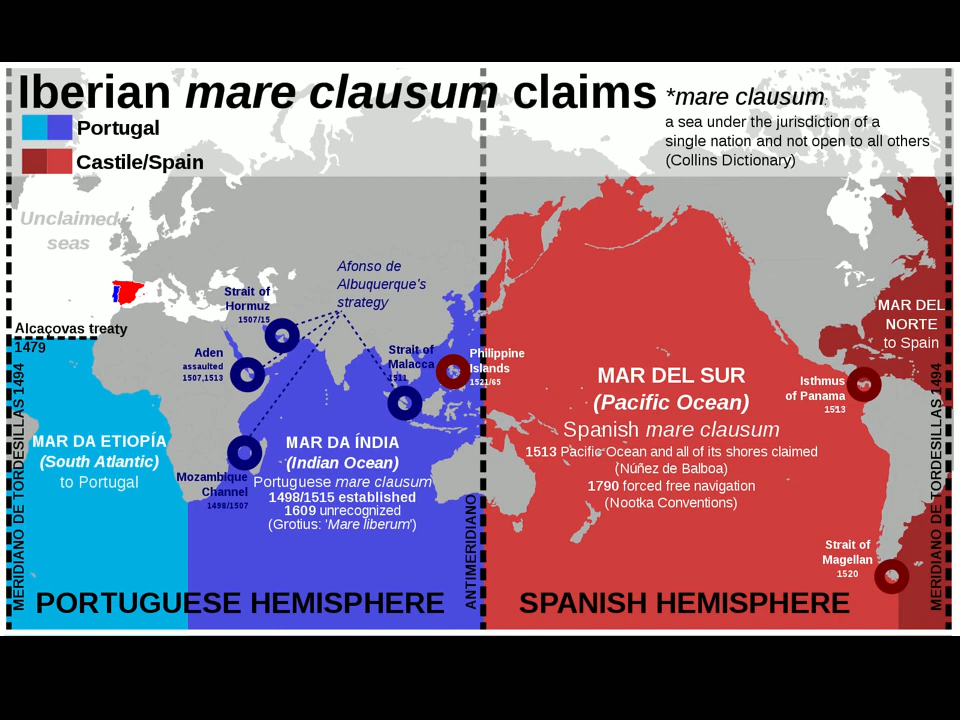 Iberian mare clausum claims
*mare clausum:
a sea under the jurisdiction of a
single nation and not open to all others
(Collins Dictionary)
Portugal
Castile/Spain
Unclaimed
seas
Afonso de
Albuquerque's
strategy
Strait of
Hormuz
1507/15
Alcaçovas treaty
1479
Aden
assaulted
1507,1513
Strait of
Malacca
1511
Philippine
Islands
1521/65
MAR DEL
NORTE
to Spain
Isthmus
of Panama
1513
MAR DEL SUR
(Pacific Ocean)
Spanish mare clausum
1513 Pacific Ocean and all of its shores claimed
(Núñez de Balboa)
1790 forced free navigation
(Nootka Conventions)
MAR DA ETIOPÍA
(South Atlantic)
to Portugal
MAR DA ÍNDIA
(Indian Ocean)
Portuguese mare clausum
1498/1515 established
1609 unrecognized
(Grotius: 'Mare liberum')
Mozambique
Channel
1498/1507
Strait of
Magellan
1520
MERIDIANO DE TORDESILLAS 1494
ANTIMERIDIANO
MERIDIANO DE TORDESILLAS 1494
PORTUGUESE HEMISPHERE
SPANISH HEMISPHERE